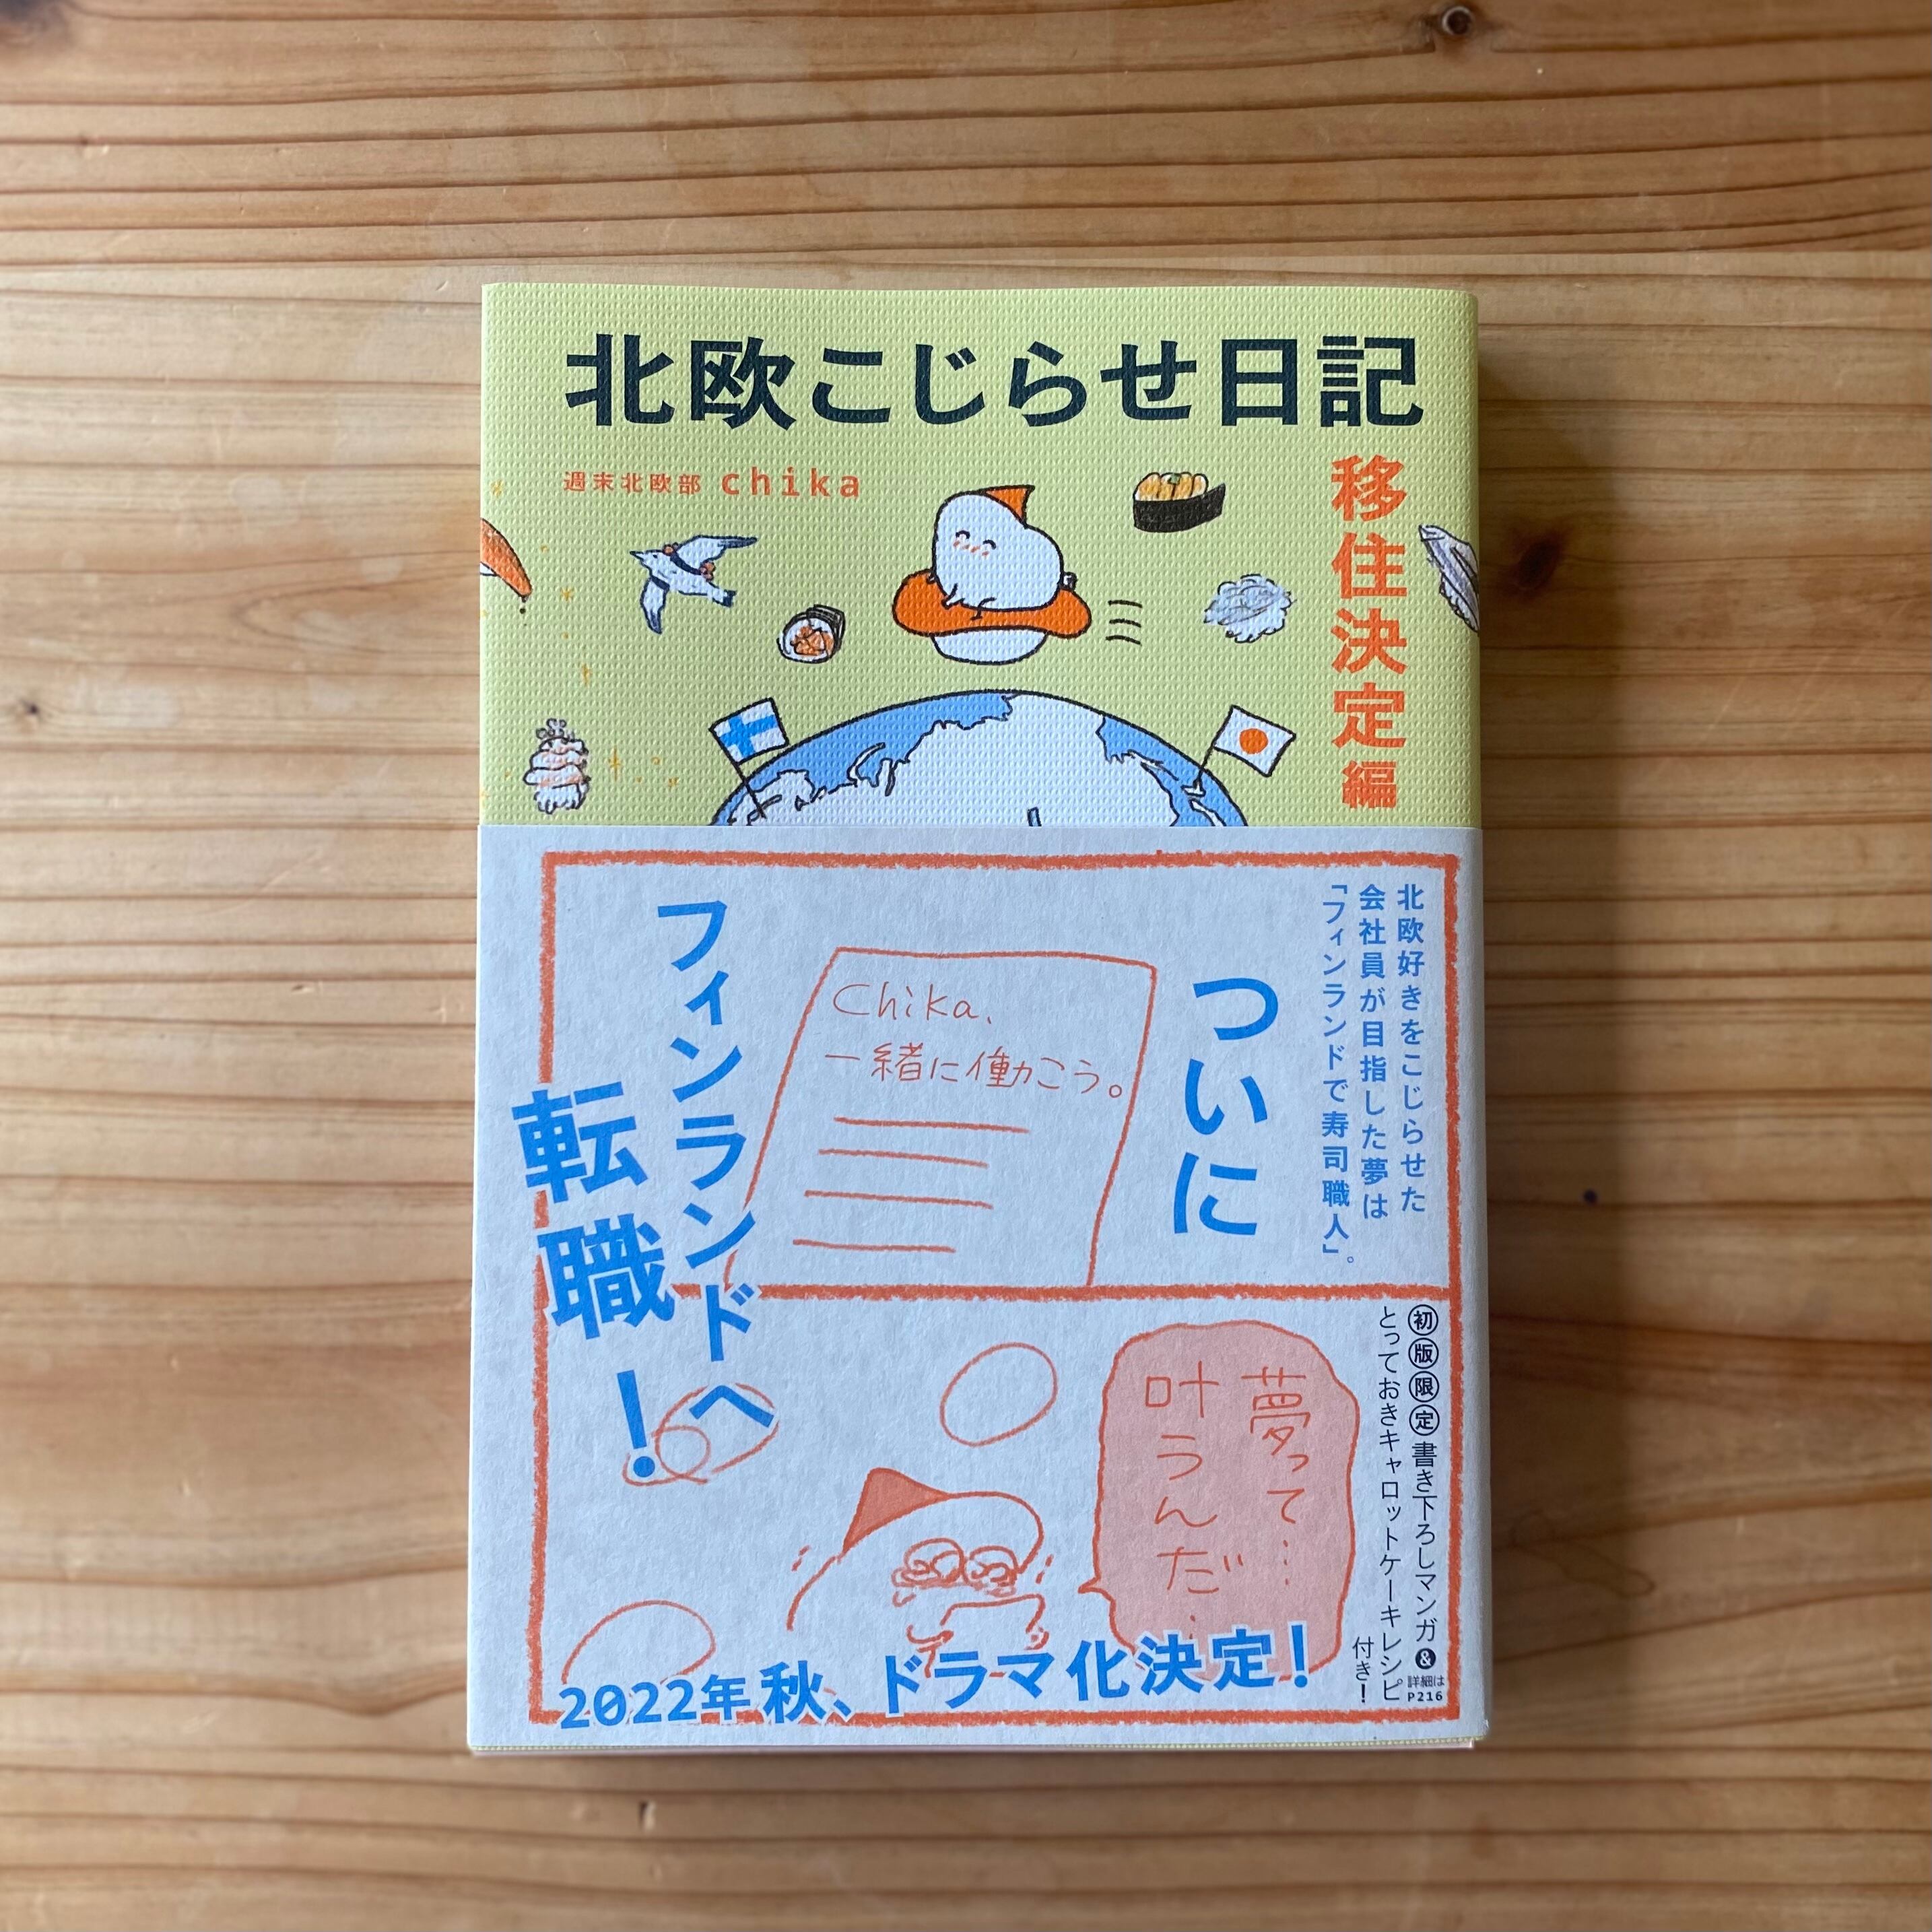 北欧こじらせ日記
移住決定編
週末北欧部 chika
北欧好きをこじらせた
会社員が目指した夢は
「フィンランドで寿司職人」。
ついに
Chika、
一緒に働こう。
フィンランドへ
転職!
夢って…
叶うんだ…
初版限定 書き下ろしマンガ&
とっておきキャロットケーキレシピ
付き!
詳細は
P216
2022年秋、ドラマ化決定!